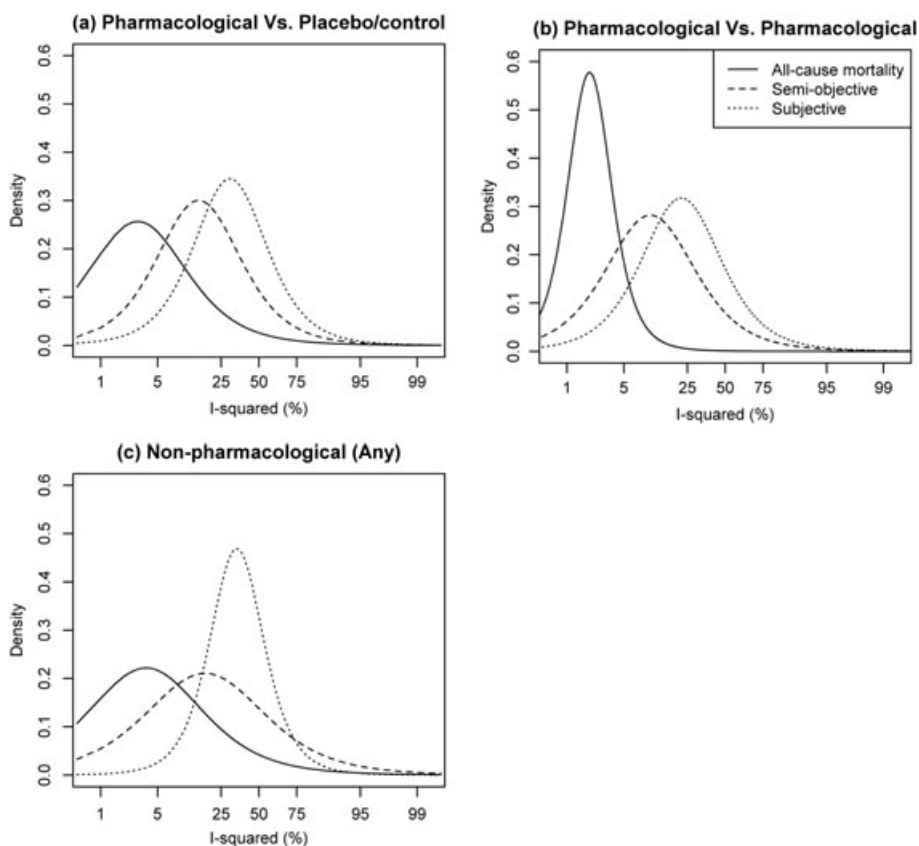 (a) Pharmacological Vs. Placebo/control
0.6
0.5
0.4
0.3
0.2
0.1
0.0
Density
1 5 25 50 75 95 99
I-squared (%)
(b) Pharmacological Vs. Pharmacological
All-cause mortality
Semi-objective
Subjective
0.6
0.5
0.4
0.3
0.2
0.1
0.0
Density
1 5 25 50 75 95 99
I-squared (%)
(c) Non-pharmacological (Any)
0.6
0.5
0.4
0.3
0.2
0.1
0.0
Density
1 5 25 50 75 95 99
I-squared (%)